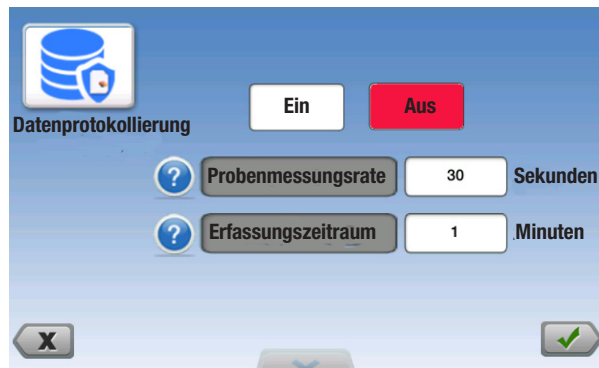 Datenprotokollierung
Ein
Aus
? Probenmessungsrate 30 Sekunden
? Erfassungszeitraum 1 Minuten
X